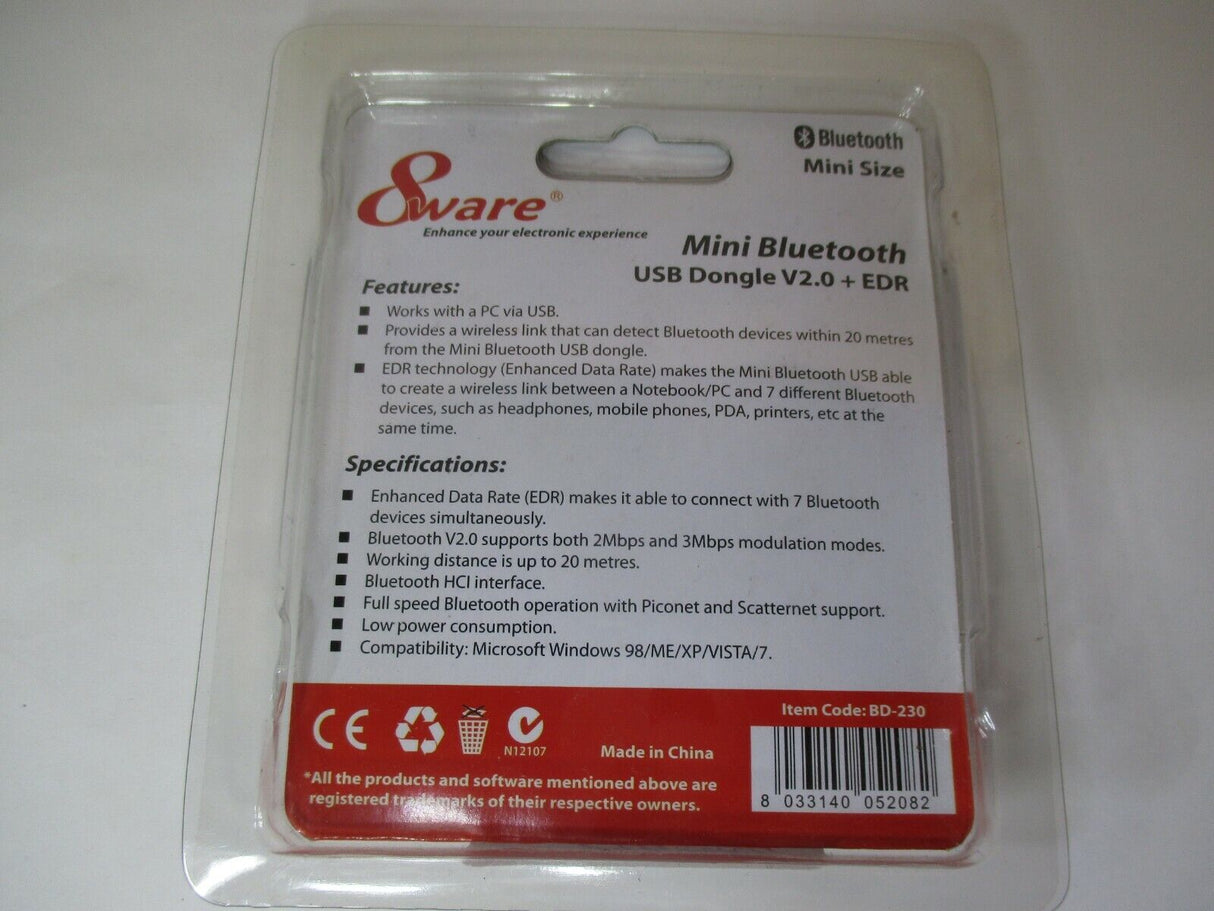 Bluetooth
Mini Size
8ware®
Enhance your electronic experience
Mini Bluetooth
USB Dongle V2.0 + EDR
Features:
■ Works with a PC via USB.
■ Provides a wireless link that can detect Bluetooth devices within 20 metres
from the Mini Bluetooth USB dongle.
■ EDR technology (Enhanced Data Rate) makes the Mini Bluetooth USB able
to create a wireless link between a Notebook/PC and 7 different Bluetooth
devices, such as headphones, mobile phones, PDA, printers, etc at the
same time.
Specifications:
■ Enhanced Data Rate (EDR) makes it able to connect with 7 Bluetooth
devices simultaneously.
■ Bluetooth V2.0 supports both 2Mbps and 3Mbps modulation modes.
■ Working distance is up to 20 metres.
■ Bluetooth HCI interface.
■ Full speed Bluetooth operation with Piconet and Scatternet support.
■ Low power consumption.
■ Compatibility: Microsoft Windows 98/ME/XP/VISTA/7.
Item Code: BD-230
CE
N12107
Made in China
*All the products and software mentioned above are
registered trademarks of their respective owners.
8 033140 052082